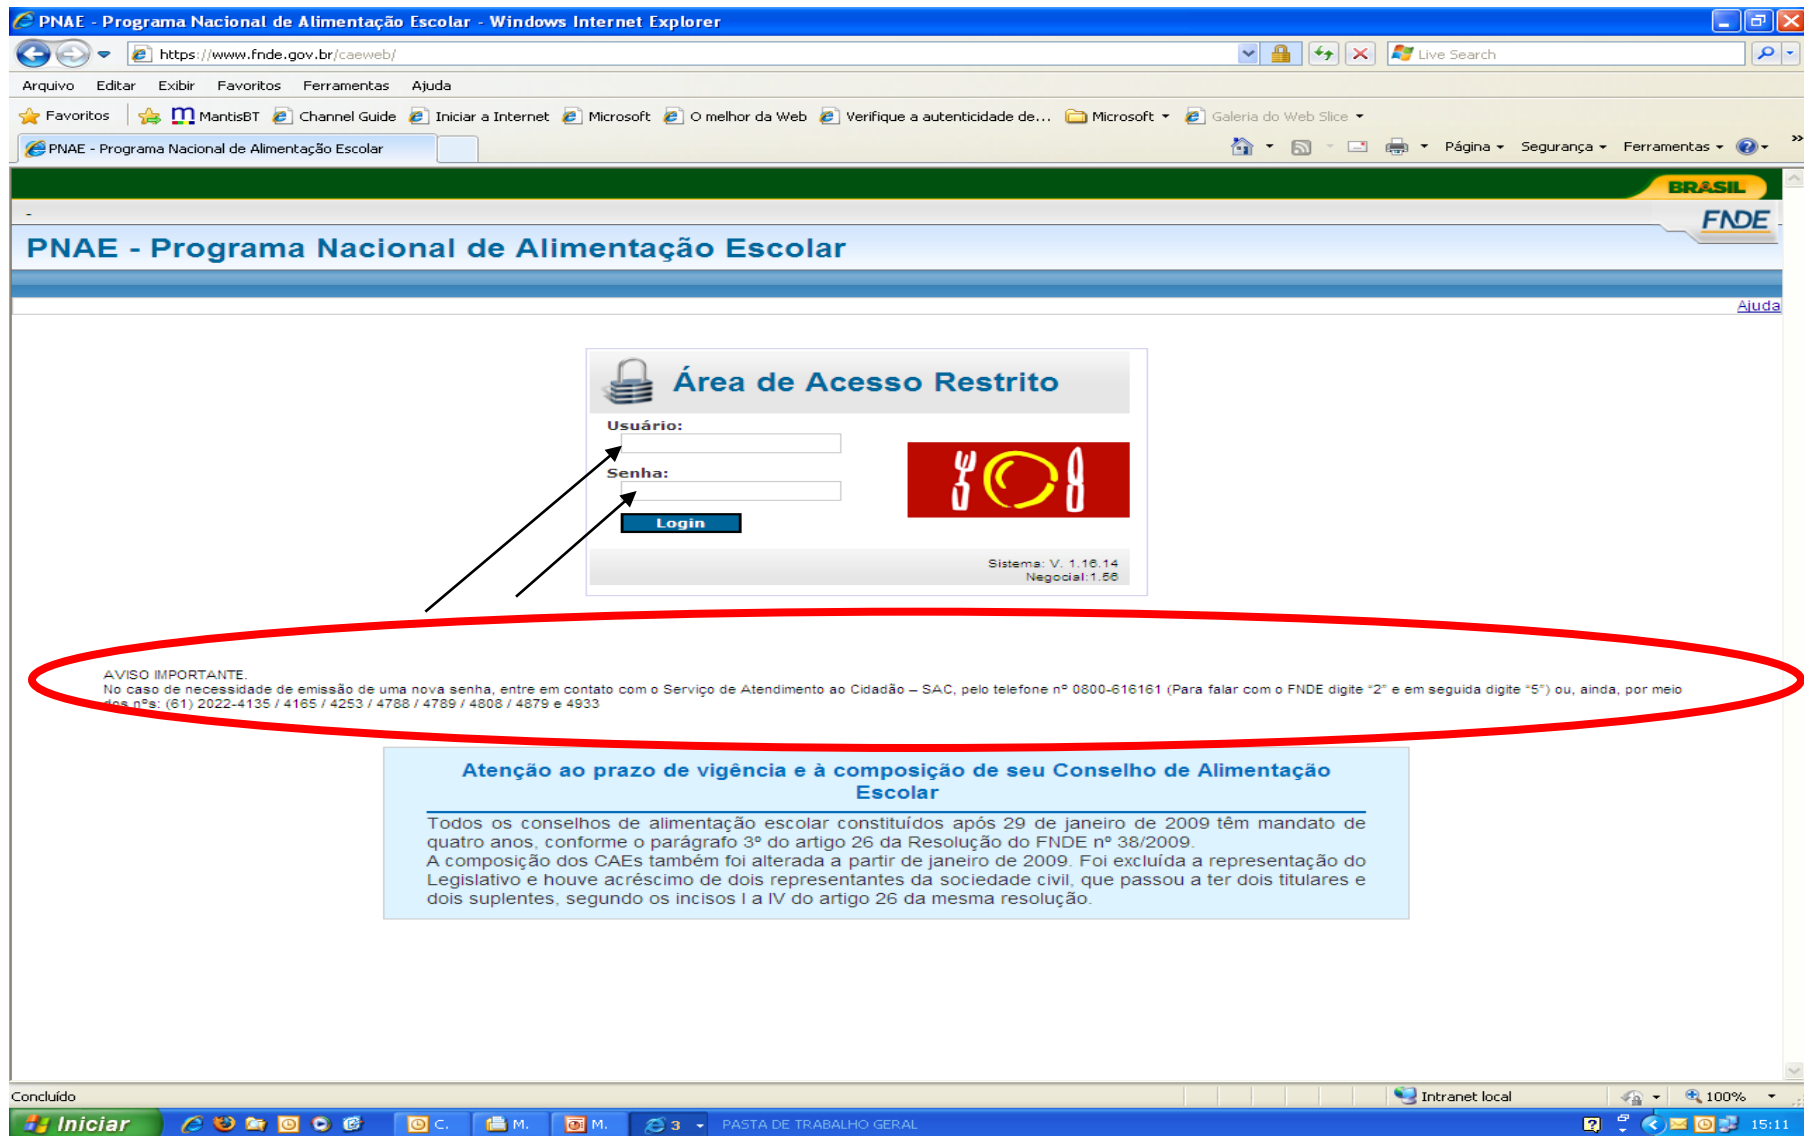 PNAE - Programa Nacional de Alimentação Escolar - Windows Internet Explorer
https://www.fnde.gov.br/caeweb/
Live Search
Arquivo Editar Exibir Favoritos Ferramentas Ajuda
Favoritos MantisBT Channel Guide Iniciar a Internet Microsoft O melhor da Web Verifique a autenticidade de... Microsoft Galeria do Web Slice
PNAE - Programa Nacional de Alimentação Escolar
Página Segurança Ferramentas
BRASIL
-
FNDE
PNAE - Programa Nacional de Alimentação Escolar
Ajuda
Área de Acesso Restrito
Usuário:
Senha:
Login
Sistema: V. 1.16.14
Negocial:1.56
AVISO IMPORTANTE.
No caso de necessidade de emissão de uma nova senha, entre em contato com o Serviço de Atendimento ao Cidadão – SAC, pelo telefone nº 0800-616161 (Para falar com o FNDE digite "2" e em seguida digite "5") ou, ainda, por meio
dos nºs: (61) 2022-4135 / 4165 / 4253 / 4788 / 4789 / 4808 / 4879 e 4933
Atenção ao prazo de vigência e à composição de seu Conselho de Alimentação
Escolar
Todos os conselhos de alimentação escolar constituídos após 29 de janeiro de 2009 têm mandato de
quatro anos, conforme o parágrafo 3º do artigo 26 da Resolução do FNDE nº 38/2009.
A composição dos CAEs também foi alterada a partir de janeiro de 2009. Foi excluída a representação do
Legislativo e houve acréscimo de dois representantes da sociedade civil, que passou a ter dois titulares e
dois suplentes, segundo os incisos I a IV do artigo 26 da mesma resolução.
Concluído
Intranet local
100%
Iniciar
C.
M.
M.
3
PASTA DE TRABALHO GERAL
15:11